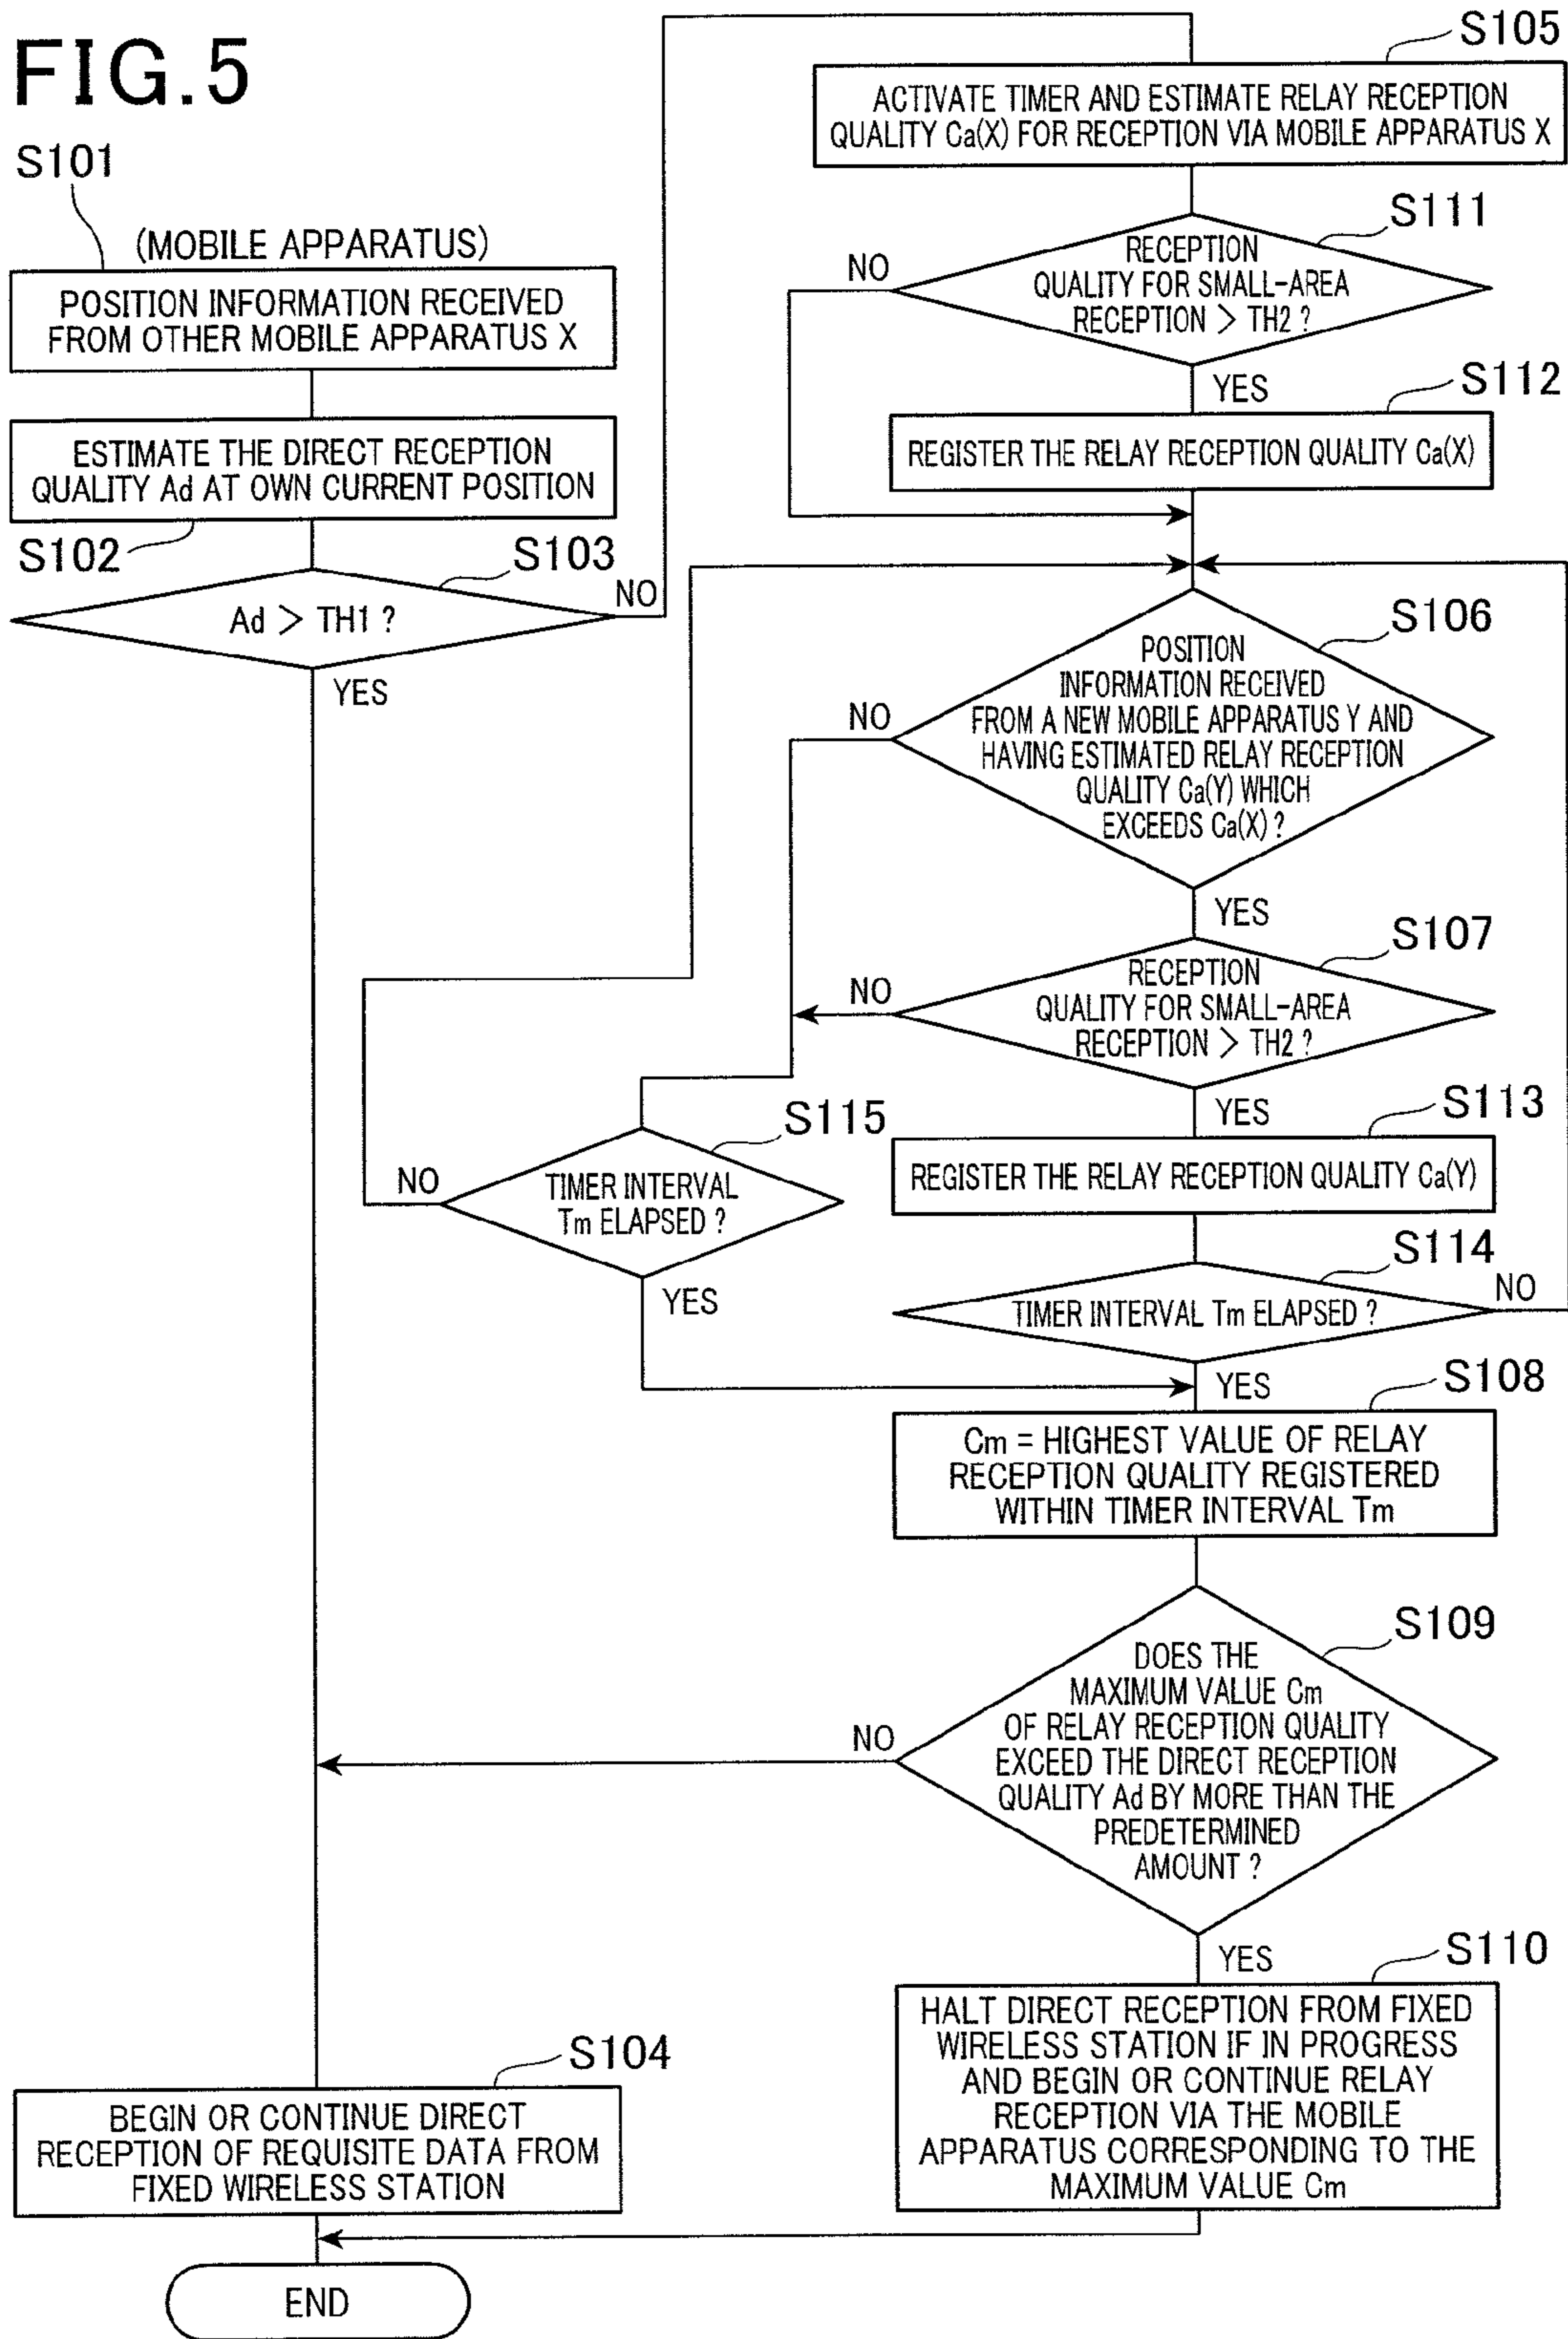 FIG.5
S101
(MOBILE APPARATUS)
POSITION INFORMATION RECEIVED
FROM OTHER MOBILE APPARATUS X
ESTIMATE THE DIRECT RECEPTION
QUALITY Ad AT OWN CURRENT POSITION
S102
S103
Ad > TH1 ?
NO
YES
S105
ACTIVATE TIMER AND ESTIMATE RELAY RECEPTION
QUALITY Ca(X) FOR RECEPTION VIA MOBILE APPARATUS X
S111
RECEPTION
QUALITY FOR SMALL-AREA
RECEPTION > TH2 ?
NO
YES
S112
REGISTER THE RELAY RECEPTION QUALITY Ca(X)
S106
POSITION
INFORMATION RECEIVED
FROM A NEW MOBILE APPARATUS Y AND
HAVING ESTIMATED RELAY RECEPTION
QUALITY Ca(Y) WHICH
EXCEEDS Ca(X) ?
NO
YES
S107
RECEPTION
QUALITY FOR SMALL-AREA
RECEPTION > TH2 ?
NO
YES
S115
TIMER INTERVAL
Tm ELAPSED ?
NO
YES
S113
REGISTER THE RELAY RECEPTION QUALITY Ca(Y)
S114
TIMER INTERVAL Tm ELAPSED ?
NO
YES
S108
Cm = HIGHEST VALUE OF RELAY
RECEPTION QUALITY REGISTERED
WITHIN TIMER INTERVAL Tm
S109
DOES THE
MAXIMUM VALUE Cm
OF RELAY RECEPTION QUALITY
EXCEED THE DIRECT RECEPTION
QUALITY Ad BY MORE THAN THE
PREDETERMINED
AMOUNT ?
NO
YES
S110
HALT DIRECT RECEPTION FROM FIXED
WIRELESS STATION IF IN PROGRESS
AND BEGIN OR CONTINUE RELAY
RECEPTION VIA THE MOBILE
APPARATUS CORRESPONDING TO THE
MAXIMUM VALUE Cm
S104
BEGIN OR CONTINUE DIRECT
RECEPTION OF REQUISITE DATA FROM
FIXED WIRELESS STATION
END